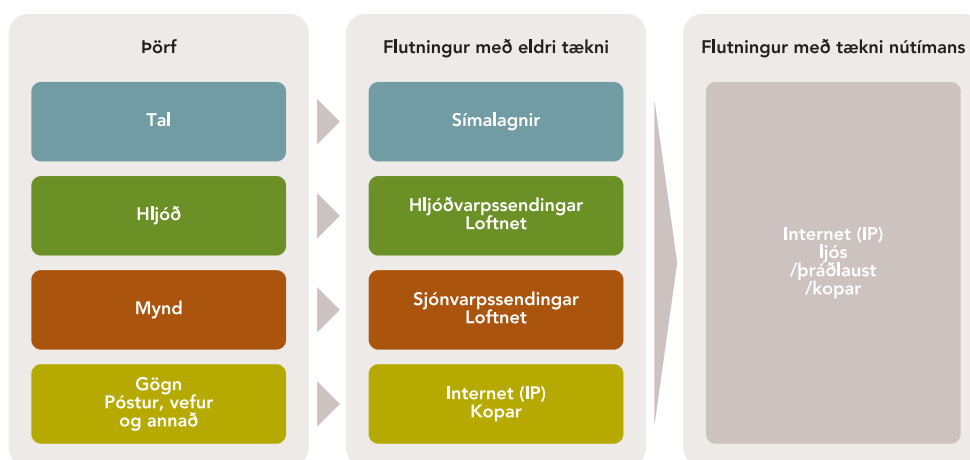 Þörf
Tal
Hljóð
Mynd
Gögn
Póstur, vefur
og annað
Flutningur með eldri tækni
Símalagnir
Hljóðvarpssendingar
Loftnet
Sjónvarpssendingar
Loftnet
Internet (IP)
Kopar
Flutningur með tækni nútímans
Internet (IP)
ljós
/þráðlaust
/kopar